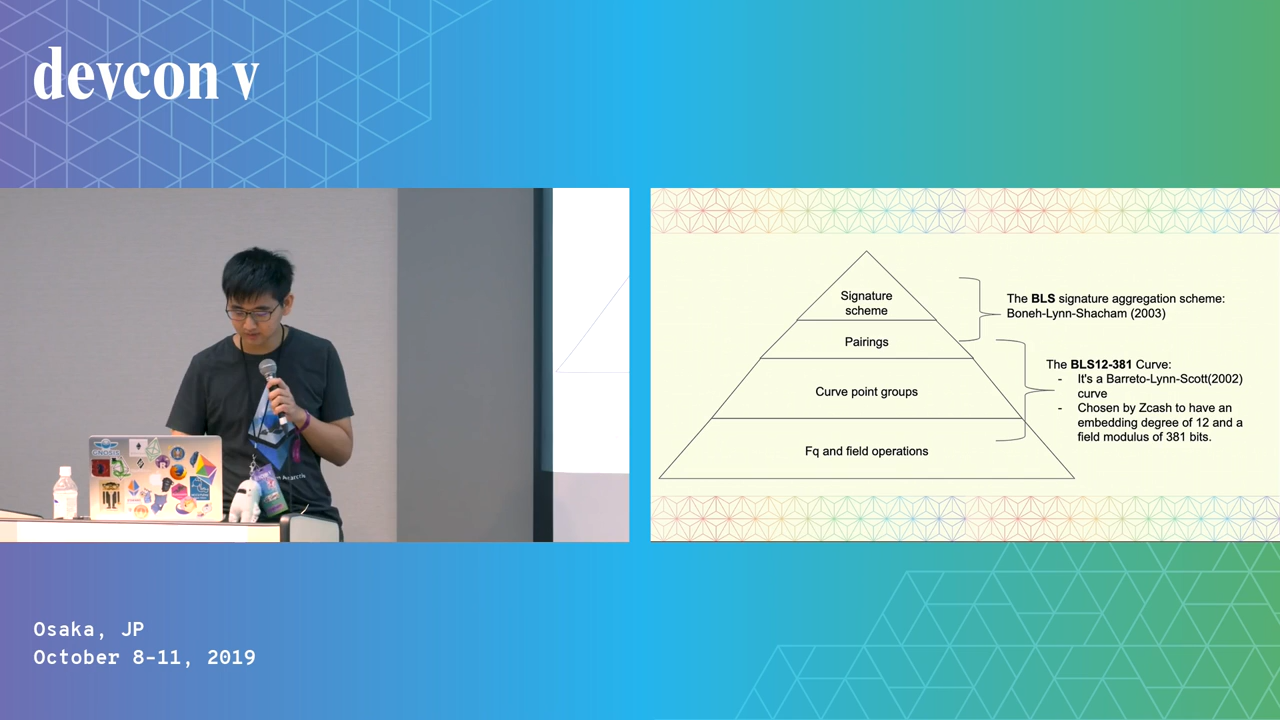 devcon v
Signature
scheme
Pairings
Curve point groups
Fq and field operations
The BLS signature aggregation scheme:
Boneh-Lynn-Shacham (2003)
The BLS12-381 Curve:
- It's a Barreto-Lynn-Scott(2002)
curve
- Chosen by Zcash to have an
embedding degree of 12 and a
field modulus of 381 bits.
GNOSIS
Osaka, JP
October 8-11, 2019